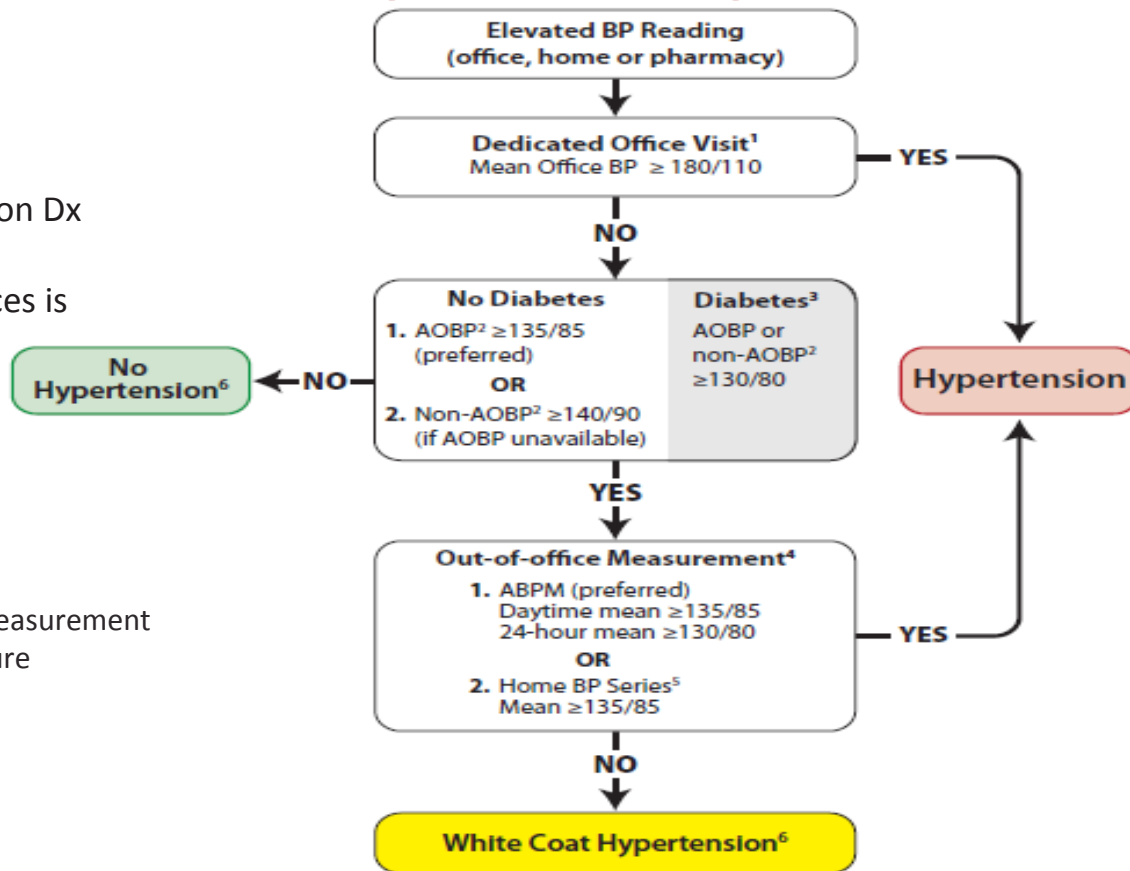 Elevated BP Reading
(office, home or pharmacy)
Dedicated Office Visit¹
Mean Office BP ≥ 180/110
YES
on Dx
NO
ces is
No Diabetes
1. AOBP² ≥135/85
(preferred)
OR
2. Non-AOBP² ≥140/90
(if AOBP unavailable)
Diabetes³
AOBP or
non-AOBP²
≥130/80
No
Hypertension⁶
NO
Hypertension
YES
Out-of-office Measurement⁴
1. ABPM (preferred)
Daytime mean ≥135/85
24-hour mean ≥130/80
OR
2. Home BP Series⁵
Mean ≥135/85
easurement
ure
YES
NO
White Coat Hypertension⁶